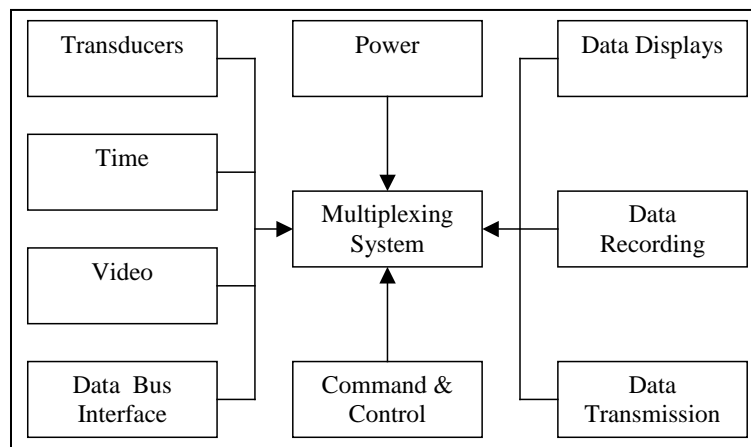 Transducers
Power
Data Displays
Time
Multiplexing
System
Data
Recording
Video
Data Bus
Interface
Command &
Control
Data
Transmission